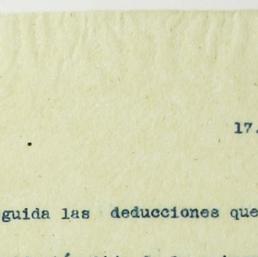 17.
guida las deducciones que